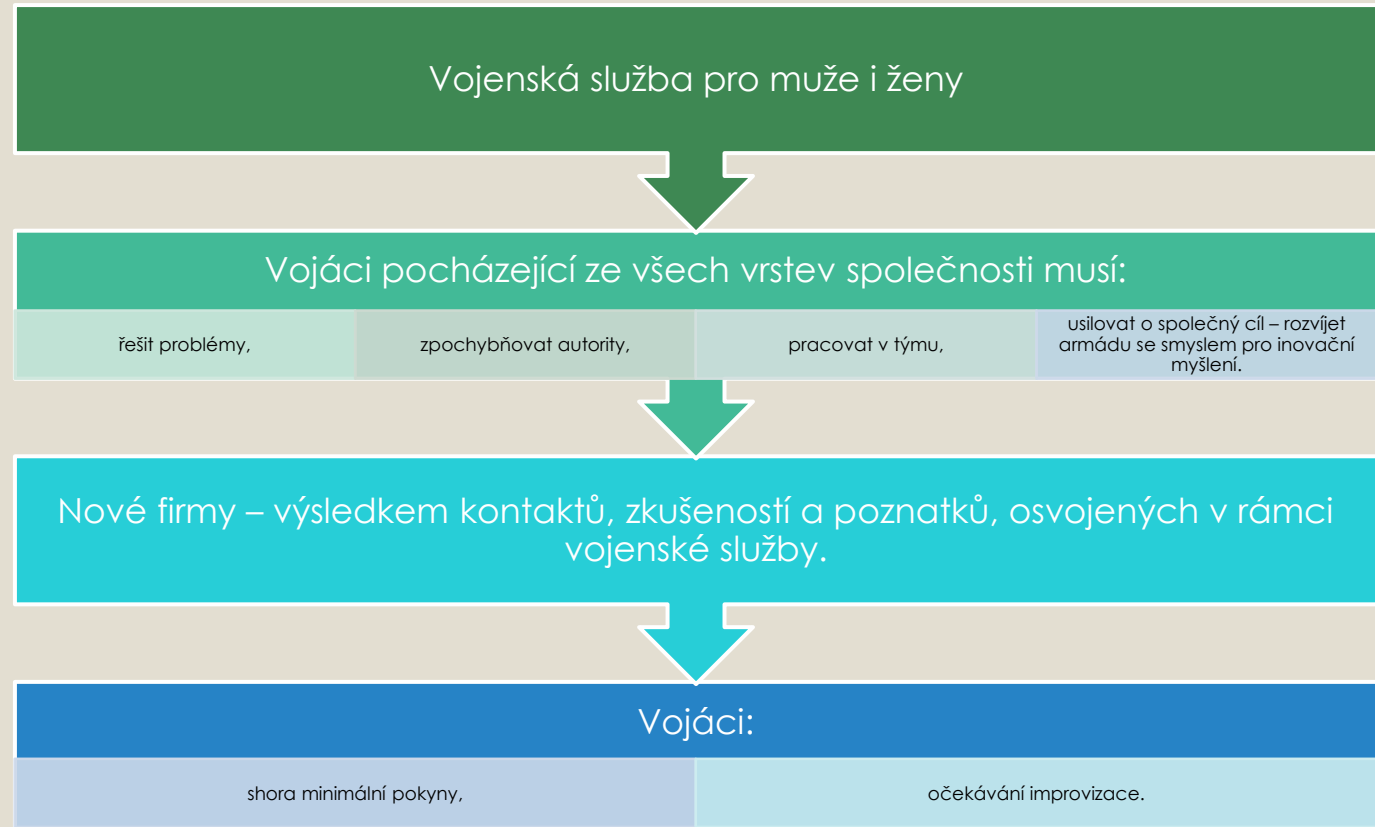 Vojenská služba pro muže i ženy
Vojáci pocházející ze všech vrstev společnosti musí:
řešit problémy,
zpochybňovat autority,
pracovat v týmu,
usilovat o společný cíl – rozvíjet
armádu se smyslem pro inovační
myšlení.
Nové firmy – výsledkem kontaktů, zkušeností a poznatků, osvojených v rámci
vojenské služby.
Vojáci:
shora minimální pokyny,
očekávání improvizace.